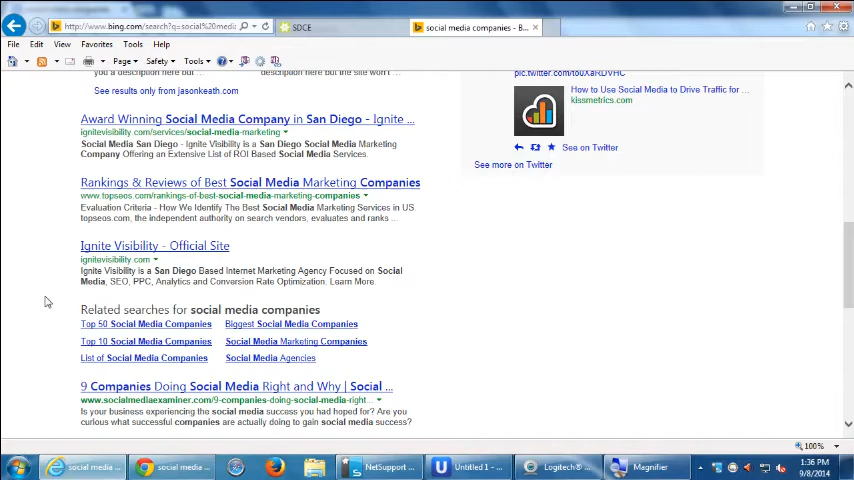 http://www.bing.com/search?q=social%20medi
SDCE
social media companies - B...
File Edit View Favorites Tools Help
Page Safety Tools
you a description here but ... description here but the site won't ...
pic.twitter.com/
See results only from jasonkeath.com
How to Use Social Media to Drive Traffic for ...
kissmetrics.com
Award Winning Social Media Company in San Diego - Ignite ...
ignitevisibility.com/services/social-media-marketing
Social Media San Diego - Ignite Visibility is a San Diego Social Media Marketing
Company Offering an Extensive List of ROI Based Social Media Services.
See on Twitter
See more on Twitter
Rankings & Reviews of Best Social Media Marketing Companies
www.topseos.com/rankings-of-best-social-media-marketing-companies
Evaluation Criteria - How We Identify The Best Social Media Marketing Services in US.
topseos.com, the independent authority on search vendors, evaluates and ranks ...
Ignite Visibility - Official Site
ignitevisibility.com
Ignite Visibility is a San Diego Based Internet Marketing Agency Focused on Social
Media, SEO, PPC, Analytics and Conversion Rate Optimization. Learn More.
Related searches for social media companies
Top 50 Social Media Companies Biggest Social Media Companies
Top 10 Social Media Companies Social Media Marketing Companies
List of Social Media Companies Social Media Agencies
9 Companies Doing Social Media Right and Why | Social ...
www.socialmediaexaminer.com/9-companies-doing-social-media-right...
Is your business experiencing the social media success you had hoped for? Are you
curious what successful companies are actually doing to gain social media success?
100%
social media ... social media ... NetSupport ... Untitled 1 - ... Logitech® ... Magnifier
1:36 PM
9/8/2014